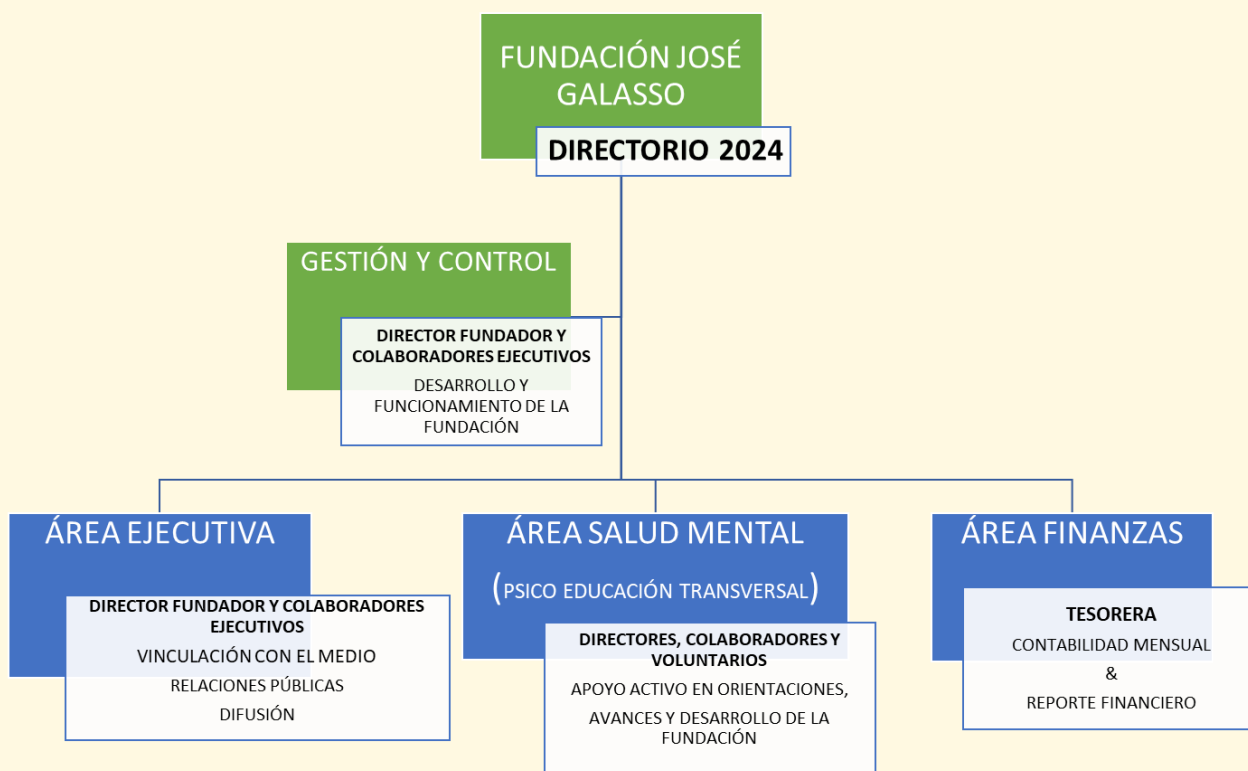 FUNDACIÓN JOSÉ
GALASSO
DIRECTORIO 2024
GESTIÓN Y CONTROL
DIRECTOR FUNDADOR Y
COLABORADORES EJECUTIVOS
DESARROLLO Y
FUNCIONAMIENTO DE LA
FUNDACIÓN
ÁREA EJECUTIVA
DIRECTOR FUNDADOR Y COLABORADORES
EJECUTIVOS
VINCULACIÓN CON EL MEDIO
RELACIONES PÚBLICAS
DIFUSIÓN
ÁREA SALUD MENTAL
(PSICO EDUCACIÓN TRANSVERSAL)
DIRECTORES, COLABORADORES Y
VOLUNTARIOS
APOYO ACTIVO EN ORIENTACIONES,
AVANCES Y DESARROLLO DE LA
FUNDACIÓN
ÁREA FINANZAS
TESORERA
CONTABILIDAD MENSUAL
&
REPORTE FINANCIERO